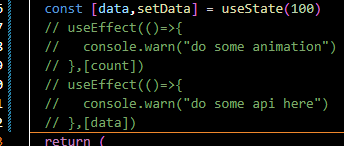 const [data,setData] = useState(100)
// useEffect(()=>{
//   console.warn("do some animation")
// },[count])
// useEffect(()=>{
//   console.warn("do some api here")
// },[data])
return (